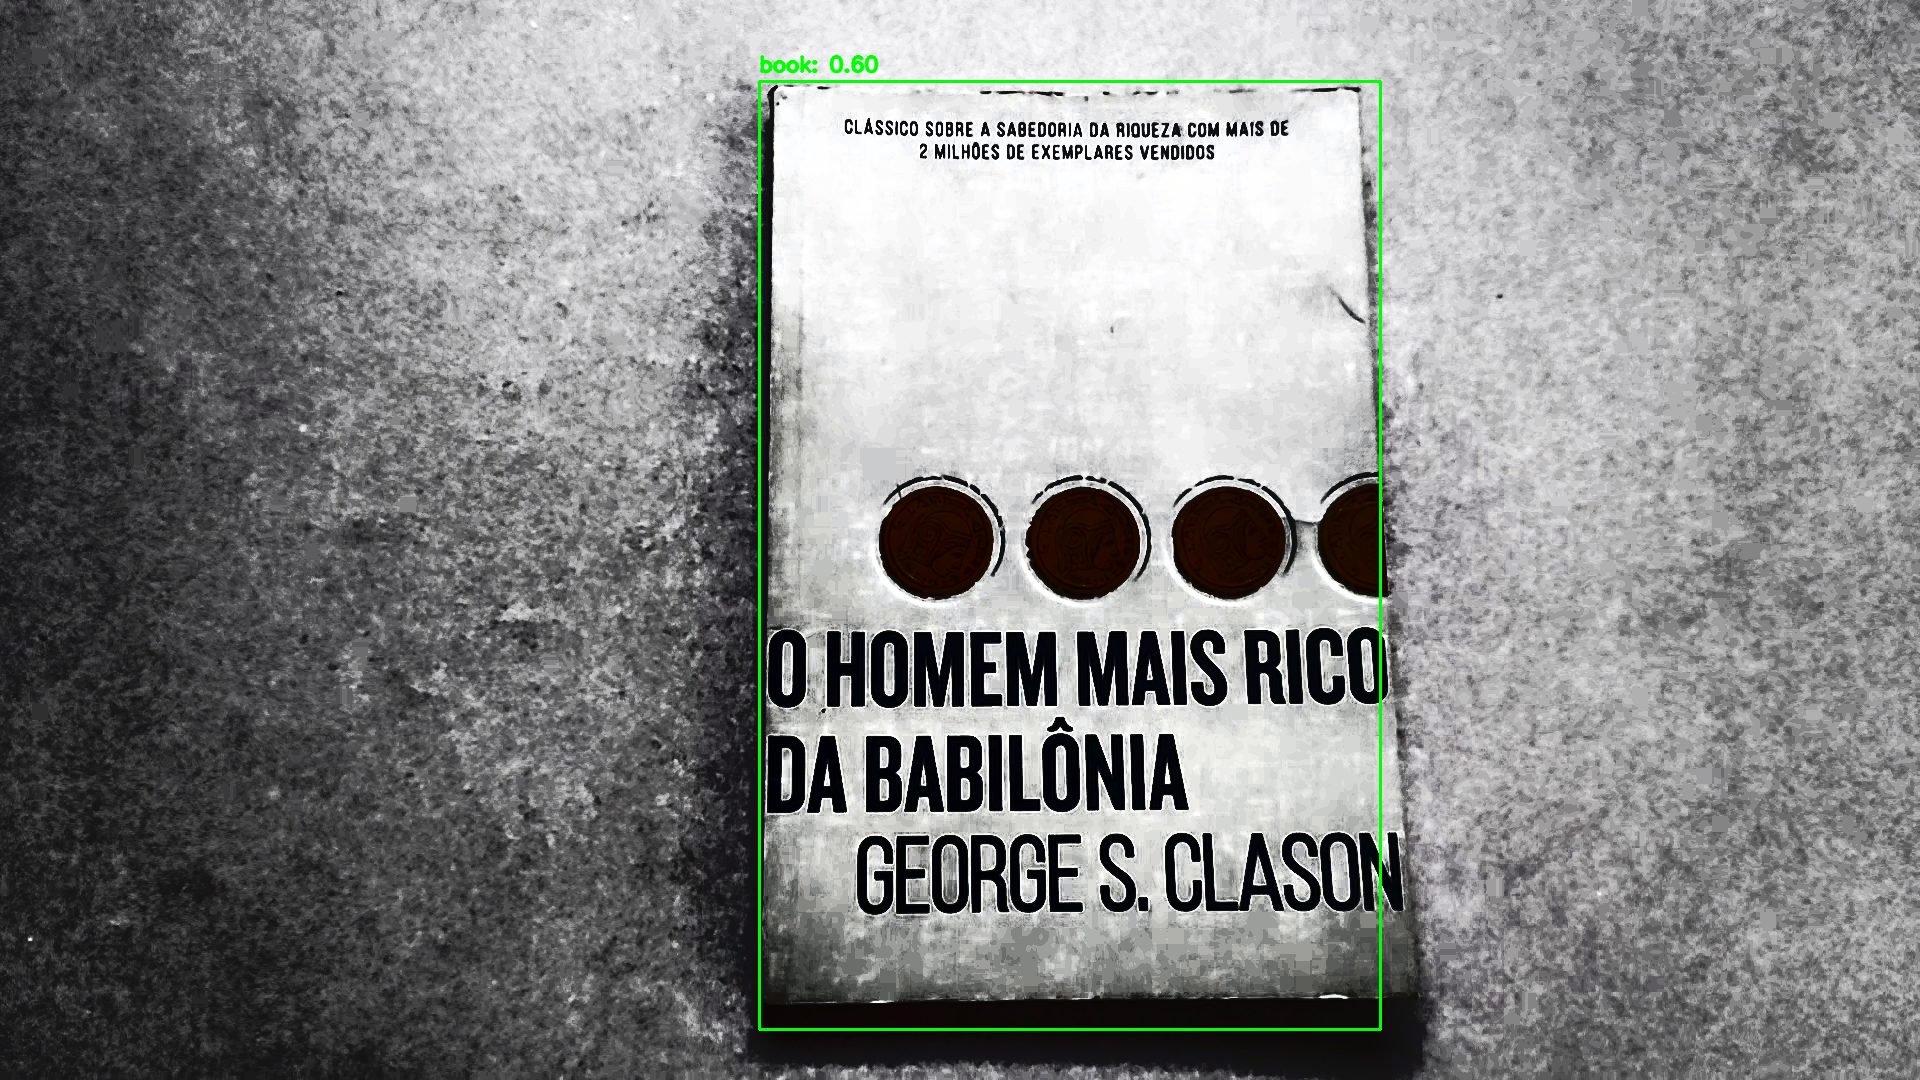 book: 0.60
CLÁSSICO SOBRE A SABEDORIA DA RIQUEZA COM MAIS DE
2 MILHÕES DE EXEMPLARES VENDIDOS
O HOMEM MAIS RICO
DA BABILÔNIA
GEORGE S. CLASON